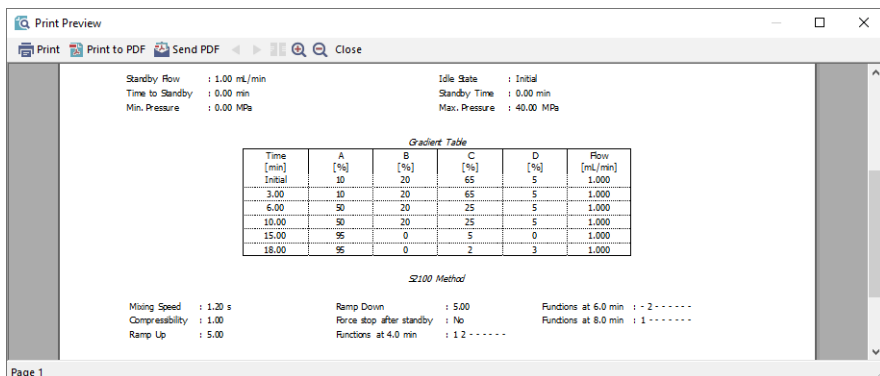 Print Preview
Print Print to PDF Send PDF Close
Standby Flow : 1.00 mL/min Idle State : Initial
Time to Standby : 0.00 min Standby Time : 0.00 min
Min. Pressure : 0.00 MPa Max. Pressure : 40.00 MPa
Gradient Table
Time A B C D Flow
[min] [%] [%] [%] [%] [mL/min]
Initial 10 20 65 5 1.000
3.00 10 20 65 5 1.000
6.00 50 20 25 5 1.000
10.00 50 20 25 5 1.000
15.00 95 0 5 0 1.000
18.00 95 0 2 3 1.000
S2100 Method
Mixing Speed : 1.20 s Ramp Down : 5.00 Functions at 6.0 min : - 2 - - - - - -
Compressibility : 1.00 Force stop after standby : No Functions at 8.0 min : 1 - - - - - - -
Ramp Up : 5.00 Functions at 4.0 min : 1 2 - - - - - -
Page 1